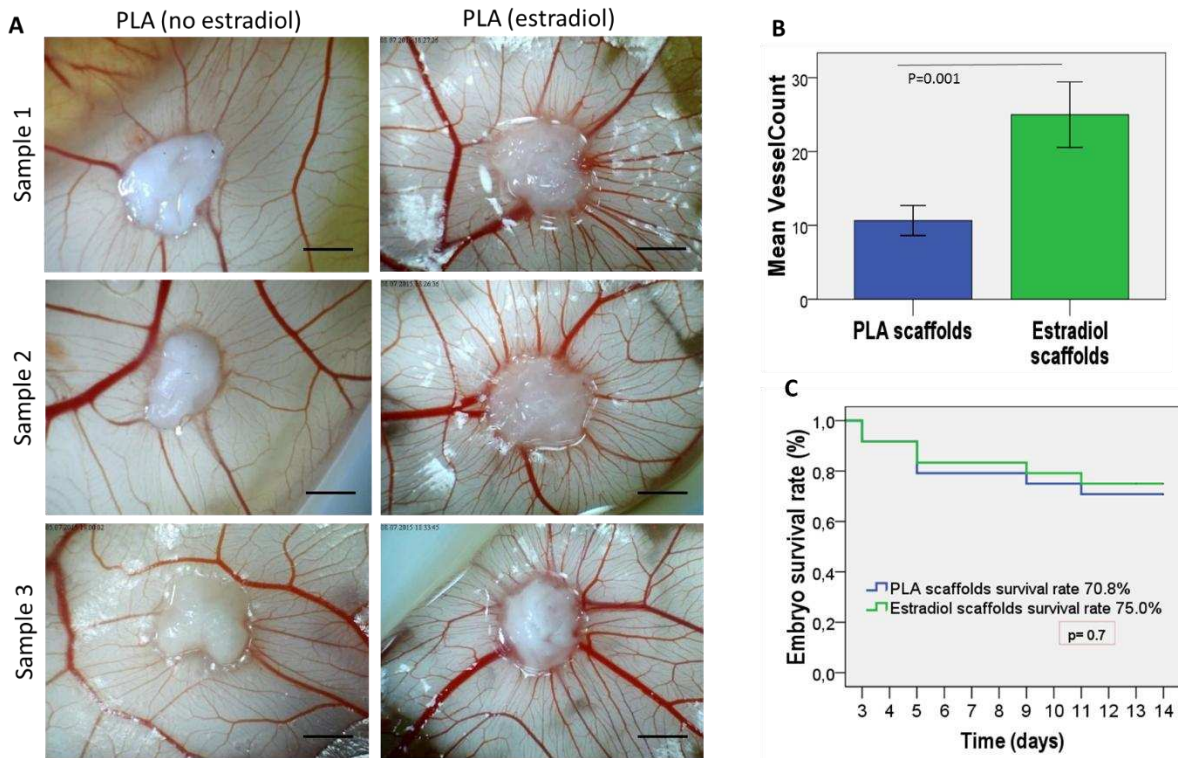 A
PLA (no estradiol)
PLA (estradiol)
Sample 1
Sample 2
Sample 3
B
Mean VesselCount
30
20
10
0
P=0.001
PLA scaffolds
Estradiol
scaffolds
C
Embryo survival rate (%)
1,0
0,8
0,6
0,4
0,2
0,0
PLA scaffolds survival rate 70.8%
Estradiol scaffolds survival rate 75.0%
p= 0.7
3 4 5 6 7 8 9 10 11 12 13 14
Time (days)